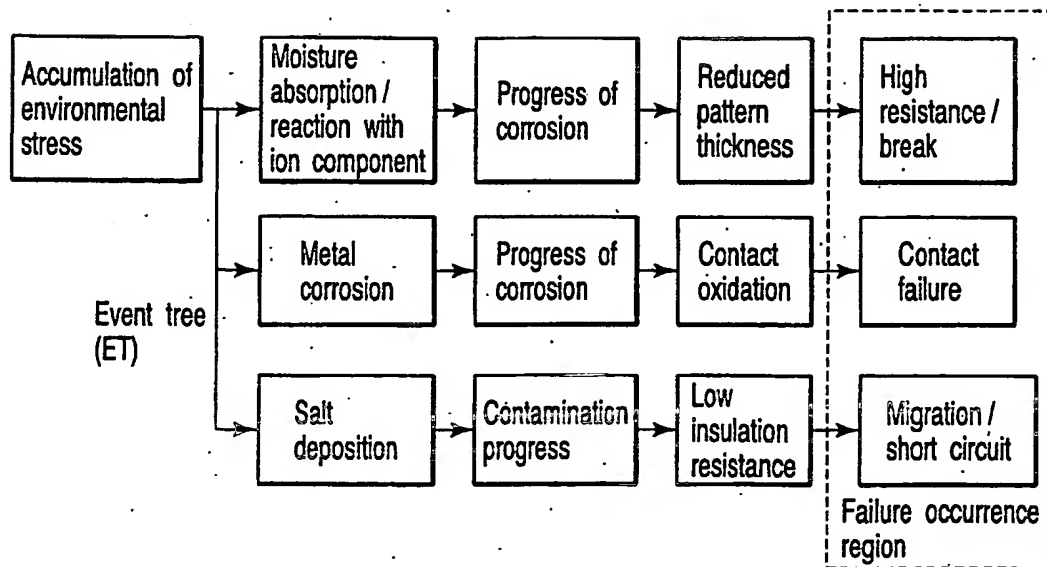 Accumulation of
environmental
stress
Moisture
absorption /
reaction with
ion component
Progress of
corrosion
Reduced
pattern
thickness
High
resistance /
break
Metal
corrosion
Progress of
corrosion
Contact
oxidation
Contact
failure
Event tree
(ET)
Salt
deposition
Contamination
progress
Low
insulation
resistance
Migration /
short circuit
Failure occurrence
region